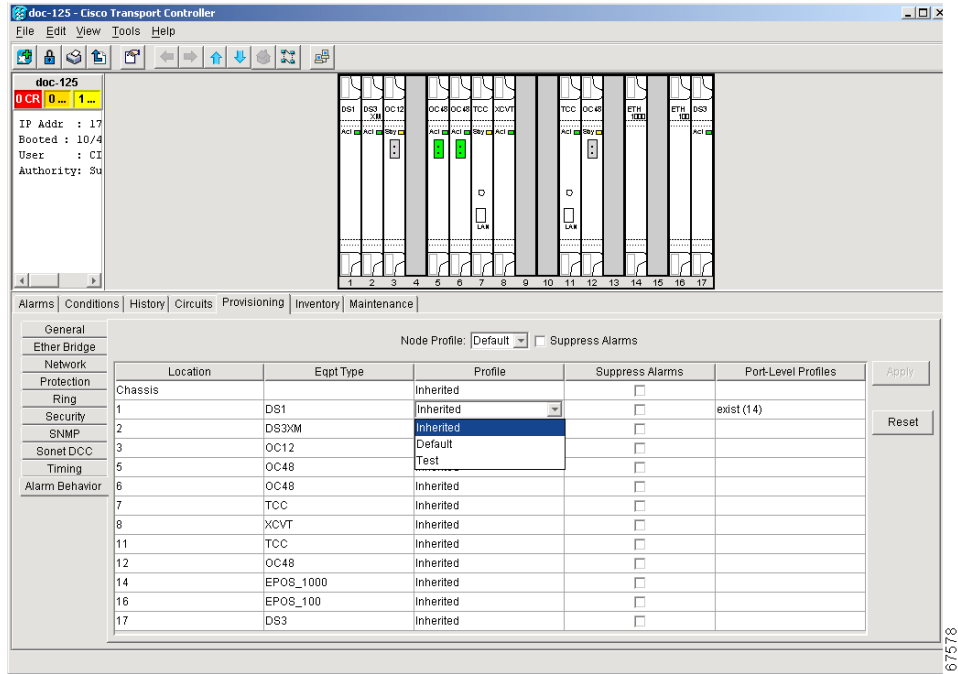 doc-125 - Cisco Transport Controller
File Edit View Tools Help
doc-125
0 CR 0 ... 1 ...
IP Addr : 17
Booted : 10/4
User : CI
Authority: Su
DS1 DS3 XM OC12 OC48 OC48 TCC XCVT TCC OC48 ETH 1000 ETH 100 DS3
Act Act Sby Act Act Sby Act Act Sby Act
LAN LAN
1 2 3 4 5 6 7 8 9 10 11 12 13 14 15 16 17
Alarms Conditions History Circuits Provisioning Inventory Maintenance
General
Ether Bridge
Network
Protection
Ring
Security
SNMP
Sonet DCC
Timing
Alarm Behavior
Node Profile: Default Suppress Alarms
Location Eqpt Type Profile Suppress Alarms Port-Level Profiles
Chassis Inherited
1 DS1 Inherited exist (14)
Inherited
Default
Test
2 DS3XM
3 OC12
5 OC48
6 OC48 Inherited
7 TCC Inherited
8 XCVT Inherited
11 TCC Inherited
12 OC48 Inherited
14 EPOS_1000 Inherited
16 EPOS_100 Inherited
17 DS3 Inherited
Apply
Reset
67578